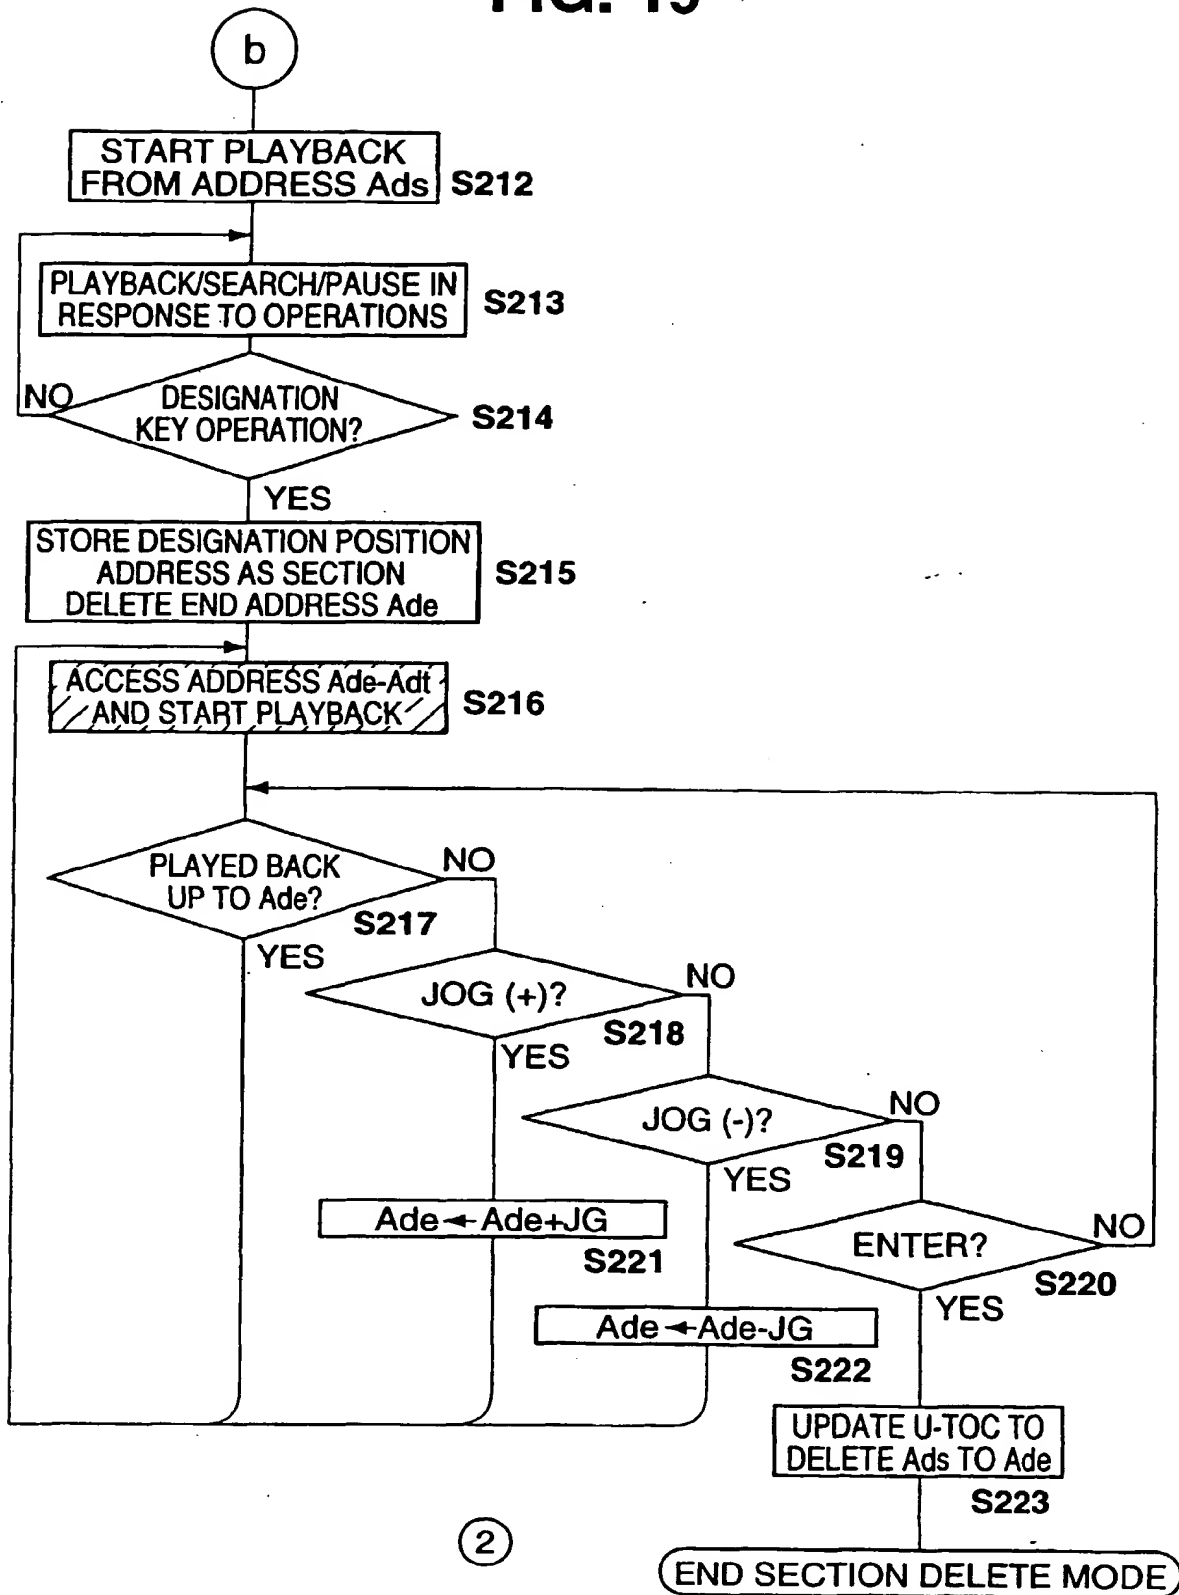 b
START PLAYBACK
FROM ADDRESS Ads
S212
PLAYBACK/SEARCH/PAUSE IN
RESPONSE TO OPERATIONS
S213
NO
DESIGNATION
KEY OPERATION?
S214
YES
STORE DESIGNATION POSITION
ADDRESS AS SECTION
DELETE END ADDRESS Ade
S215
ACCESS ADDRESS Ade-Adt
AND START PLAYBACK
S216
PLAYED BACK
UP TO Ade?
NO
S217
YES
JOG (+)?
NO
S218
YES
JOG (-)?
NO
S219
YES
Ade←Ade+JG
S221
ENTER?
NO
S220
YES
Ade←Ade-JG
S222
UPDATE U-TOC TO
DELETE Ads TO Ade
S223
2
END SECTION DELETE MODE